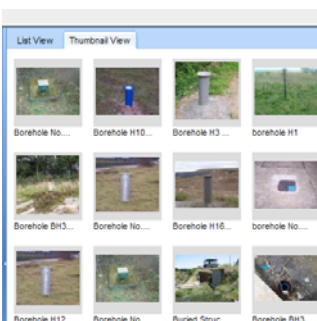 List View Thumbnail View
Borehole No.... Borehole H10... Borehole H3 ... borehole H1
Borehole BH3... Borehole No.... Borehole H16... borehole No....
Borehole H12... Borehole No.... Buried Struc... Borehole BH3...